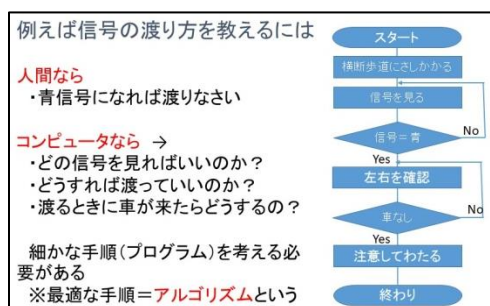 例えば信号の渡り方を教えるには
人間なら
・青信号になれば渡りなさい
コンピュータなら →
・どの信号を見ればいいのか?
・どうすれば渡っていいのか?
・渡るときに車が来たらどうするの?
細かな手順(プログラム)を考える必
要がある
※最適な手順=アルゴリズムという
スタート
横断歩道にさしかかる
信号を見る
信号=青
No
Yes
左右を確認
車なし
No
Yes
注意してわたる
終わり